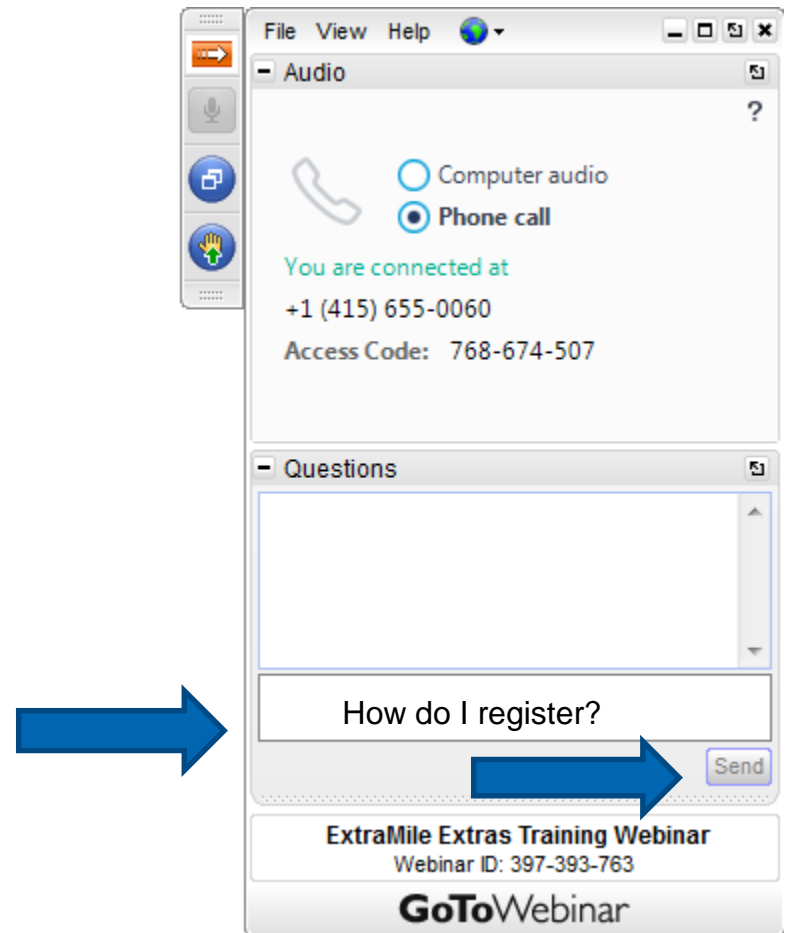 File View Help
Audio
?
Computer audio
Phone call
You are connected at
+1 (415) 655-0060
Access Code: 768-674-507
Questions
How do I register?
Send
ExtraMile Extras Training Webinar
Webinar ID: 397-393-763
GoToWebinar